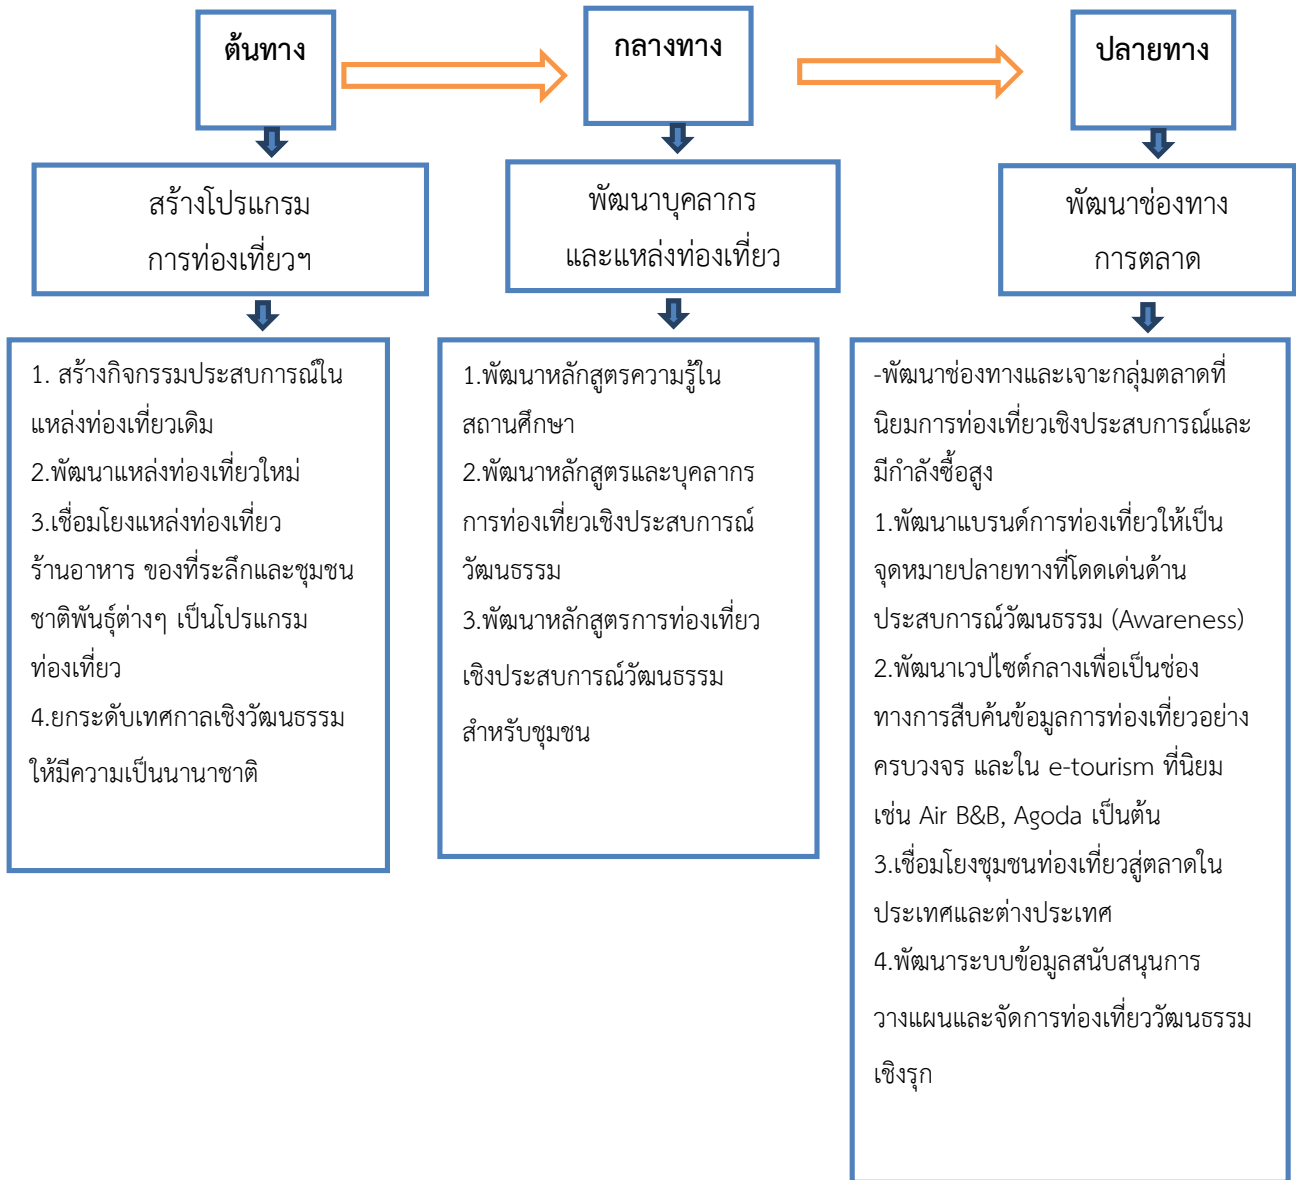 ต้นทาง
กลางทาง
ปลายทาง
สร้างโปรแกรม
การท่องเที่ยวฯ
พัฒนาบุคลากร
และแหล่งท่องเที่ยว
พัฒนาช่องทาง
การตลาด
1. สร้างกิจกรรมประสบการณ์ใน
แหล่งท่องเที่ยวเดิม
2.พัฒนาแหล่งท่องเที่ยวใหม่
3.เชื่อมโยงแหล่งท่องเที่ยว
ร้านอาหาร ของที่ระลึกและชุมชน
ชาติพันธุ์ต่างๆ เป็นโปรแกรม
ท่องเที่ยว
4.ยกระดับเทศกาลเชิงวัฒนธรรม
ให้มีความเป็นนานาชาติ
1.พัฒนาหลักสูตรความรู้ใน
สถานศึกษา
2.พัฒนาหลักสูตรและบุคลากร
การท่องเที่ยวเชิงประสบการณ์
วัฒนธรรม
3.พัฒนาหลักสูตรการท่องเที่ยว
เชิงประสบการณ์วัฒนธรรม
สำหรับชุมชน
-พัฒนาช่องทางและเจาะกลุ่มตลาดที่
นิยมการท่องเที่ยวเชิงประสบการณ์และ
มีกำลังซื้อสูง
1.พัฒนาแบรนด์การท่องเที่ยวให้เป็น
จุดหมายปลายทางที่โดดเด่นด้าน
ประสบการณ์วัฒนธรรม (Awareness)
2.พัฒนาเวปไซต์กลางเพื่อเป็นช่อง
ทางการสืบค้นข้อมูลการท่องเที่ยวอย่าง
ครบวงจร และใน e-tourism ที่นิยม
เช่น Air B&B, Agoda เป็นต้น
3.เชื่อมโยงชุมชนท่องเที่ยวสู่ตลาดใน
ประเทศและต่างประเทศ
4.พัฒนาระบบข้อมูลสนับสนุนการ
วางแผนและจัดการท่องเที่ยววัฒนธรรม
เชิงรุก